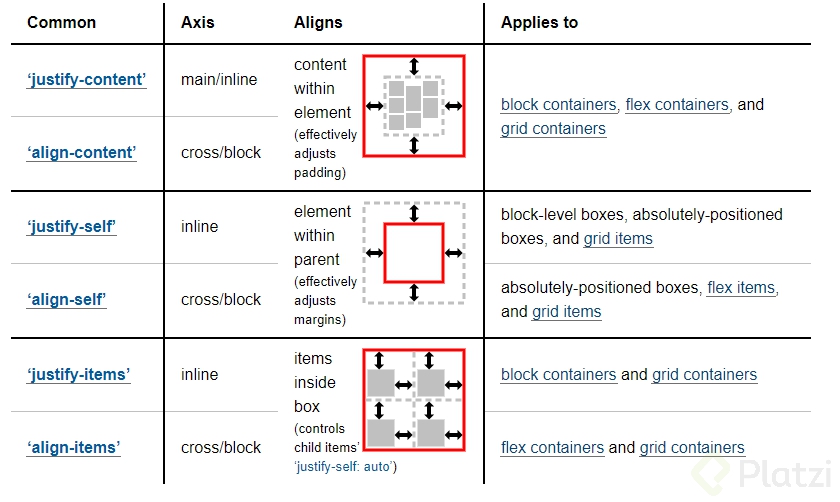 Common Axis Aligns Applies to
‘justify-content’ main/inline
content
within
element
(effectively
adjusts
padding)
block containers, flex containers, and
grid containers
‘align-content’ cross/block
‘justify-self’ inline
element
within
parent
(effectively
adjusts
margins)
block-level boxes, absolutely-positioned
boxes, and grid items
‘align-self’ cross/block
absolutely-positioned boxes, flex items,
and grid items
‘justify-items’ inline
items
inside
box
(controls
child items’
‘justify-self: auto’)
block containers and grid containers
‘align-items’ cross/block
flex containers and grid containers
Platzi